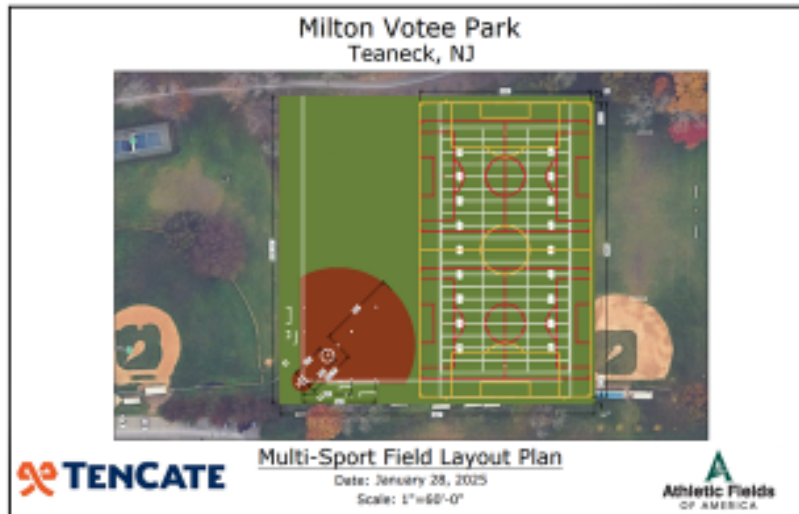 Milton Votee Park
Teaneck, NJ
Multi-Sport Field Layout Plan
Date: January 28, 2025
Scale: 1"=60'-0"
TENCATE
Athletic Fields
OF AMERICA